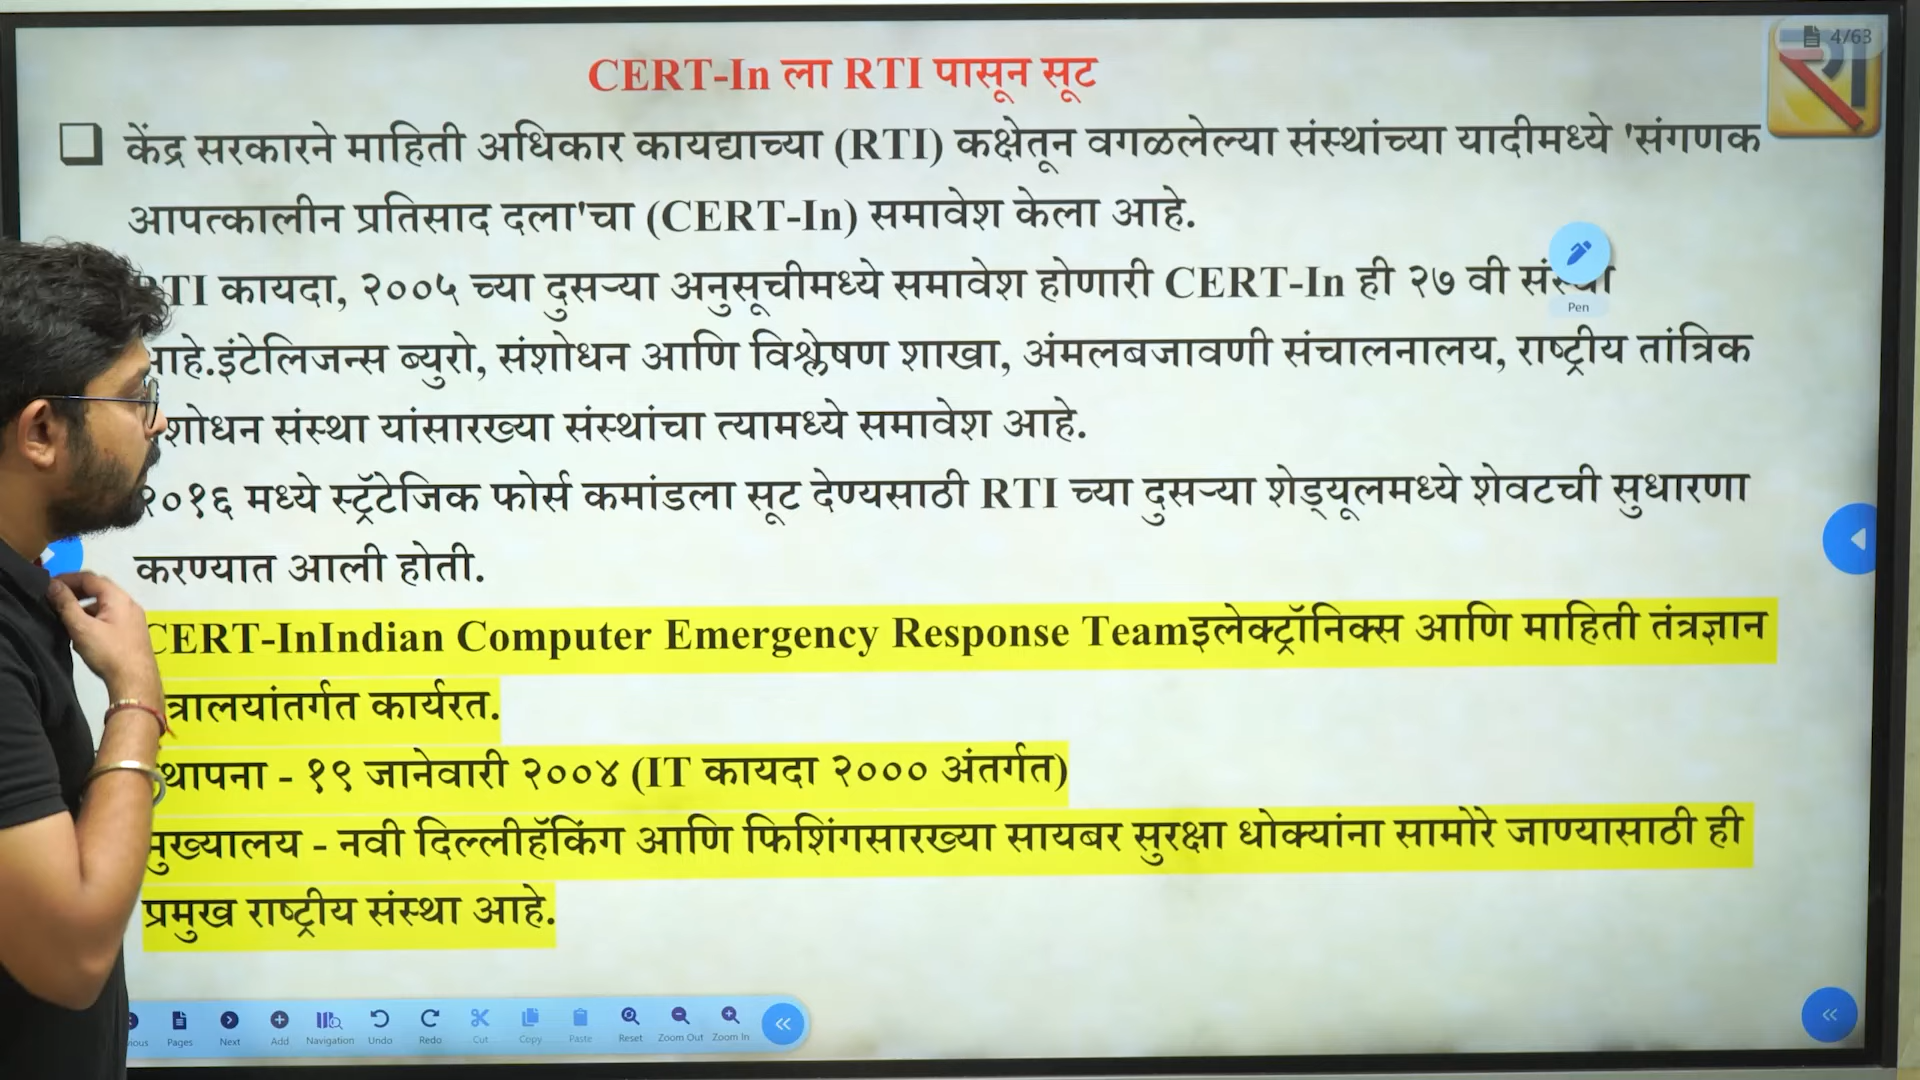 4/63
CERT-In ला RTI पासून सूट
केंद्र सरकारने माहिती अधिकार कायद्याच्या (RTI) कक्षेतून वगळलेल्या संस्थांच्या यादीमध्ये 'संगणक
आपत्कालीन प्रतिसाद दला'चा (CERT-In) समावेश केला आहे.
RTI कायदा, २००५ च्या दुसऱ्या अनुसूचीमध्ये समावेश होणारी CERT-In ही २७ वी संस्था
Pen
आहे.इंटेलिजन्स ब्युरो, संशोधन आणि विश्लेषण शाखा, अंमलबजावणी संचालनालय, राष्ट्रीय तांत्रिक
शोधन संस्था यांसारख्या संस्थांचा त्यामध्ये समावेश आहे.
२०१६ मध्ये स्ट्रॅटेजिक फोर्स कमांडला सूट देण्यसाठी RTI च्या दुसऱ्या शेड्यूलमध्ये शेवटची सुधारणा
करण्यात आली होती.
CERT-InIndian Computer Emergency Response Teamइलेक्ट्रॉनिक्स आणि माहिती तंत्रज्ञान
त्रालयांतर्गत कार्यरत.
थापना - १९ जानेवारी २००४ (IT कायदा २००० अंतर्गत)
मुख्यालय - नवी दिल्लीहॅकिंग आणि फिशिंगसारख्या सायबर सुरक्षा धोक्यांना सामोरे जाण्यासाठी ही
प्रमुख राष्ट्रीय संस्था आहे.
ious Pages Next Add Navigation Undo Redo Cut Copy Paste Reset Zoom Out Zoom In